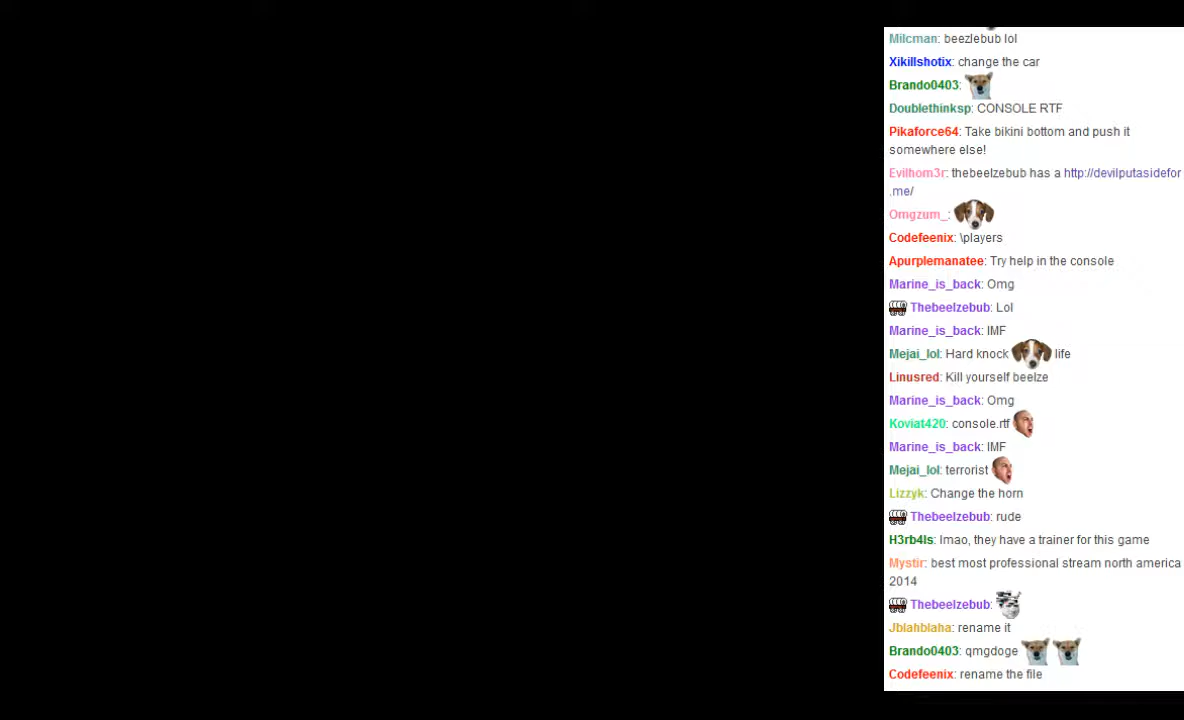 Milcman: beezlebub lol
Xikillshotix: change the car
Brando0403:
Doublethinksp: CONSOLE RTF
Pikaforce64: Take bikini bottom and push it
somewhere else!
Evilhom3r: thebeelzebub has a http://devilputasidefor
.me/
Omgzum_:
Codefeenix: \players
Apurplemanatee: Try help in the console
Marine_is_back: Omg
Thebeelzebub: Lol
Marine_is_back: IMF
Mejai_lol: Hard knock life
Linusred: Kill yourself beelze
Marine_is_back: Omg
Koviat420: console.rtf
Marine_is_back: IMF
Mejai_lol: terrorist
Lizzyk: Change the horn
Thebeelzebub: rude
H3rb4ls: lmao, they have a trainer for this game
Mystir: best most professional stream north america
2014
Thebeelzebub:
Jblahblaha: rename it
Brando0403: qmgdoge
Codefeenix: rename the file